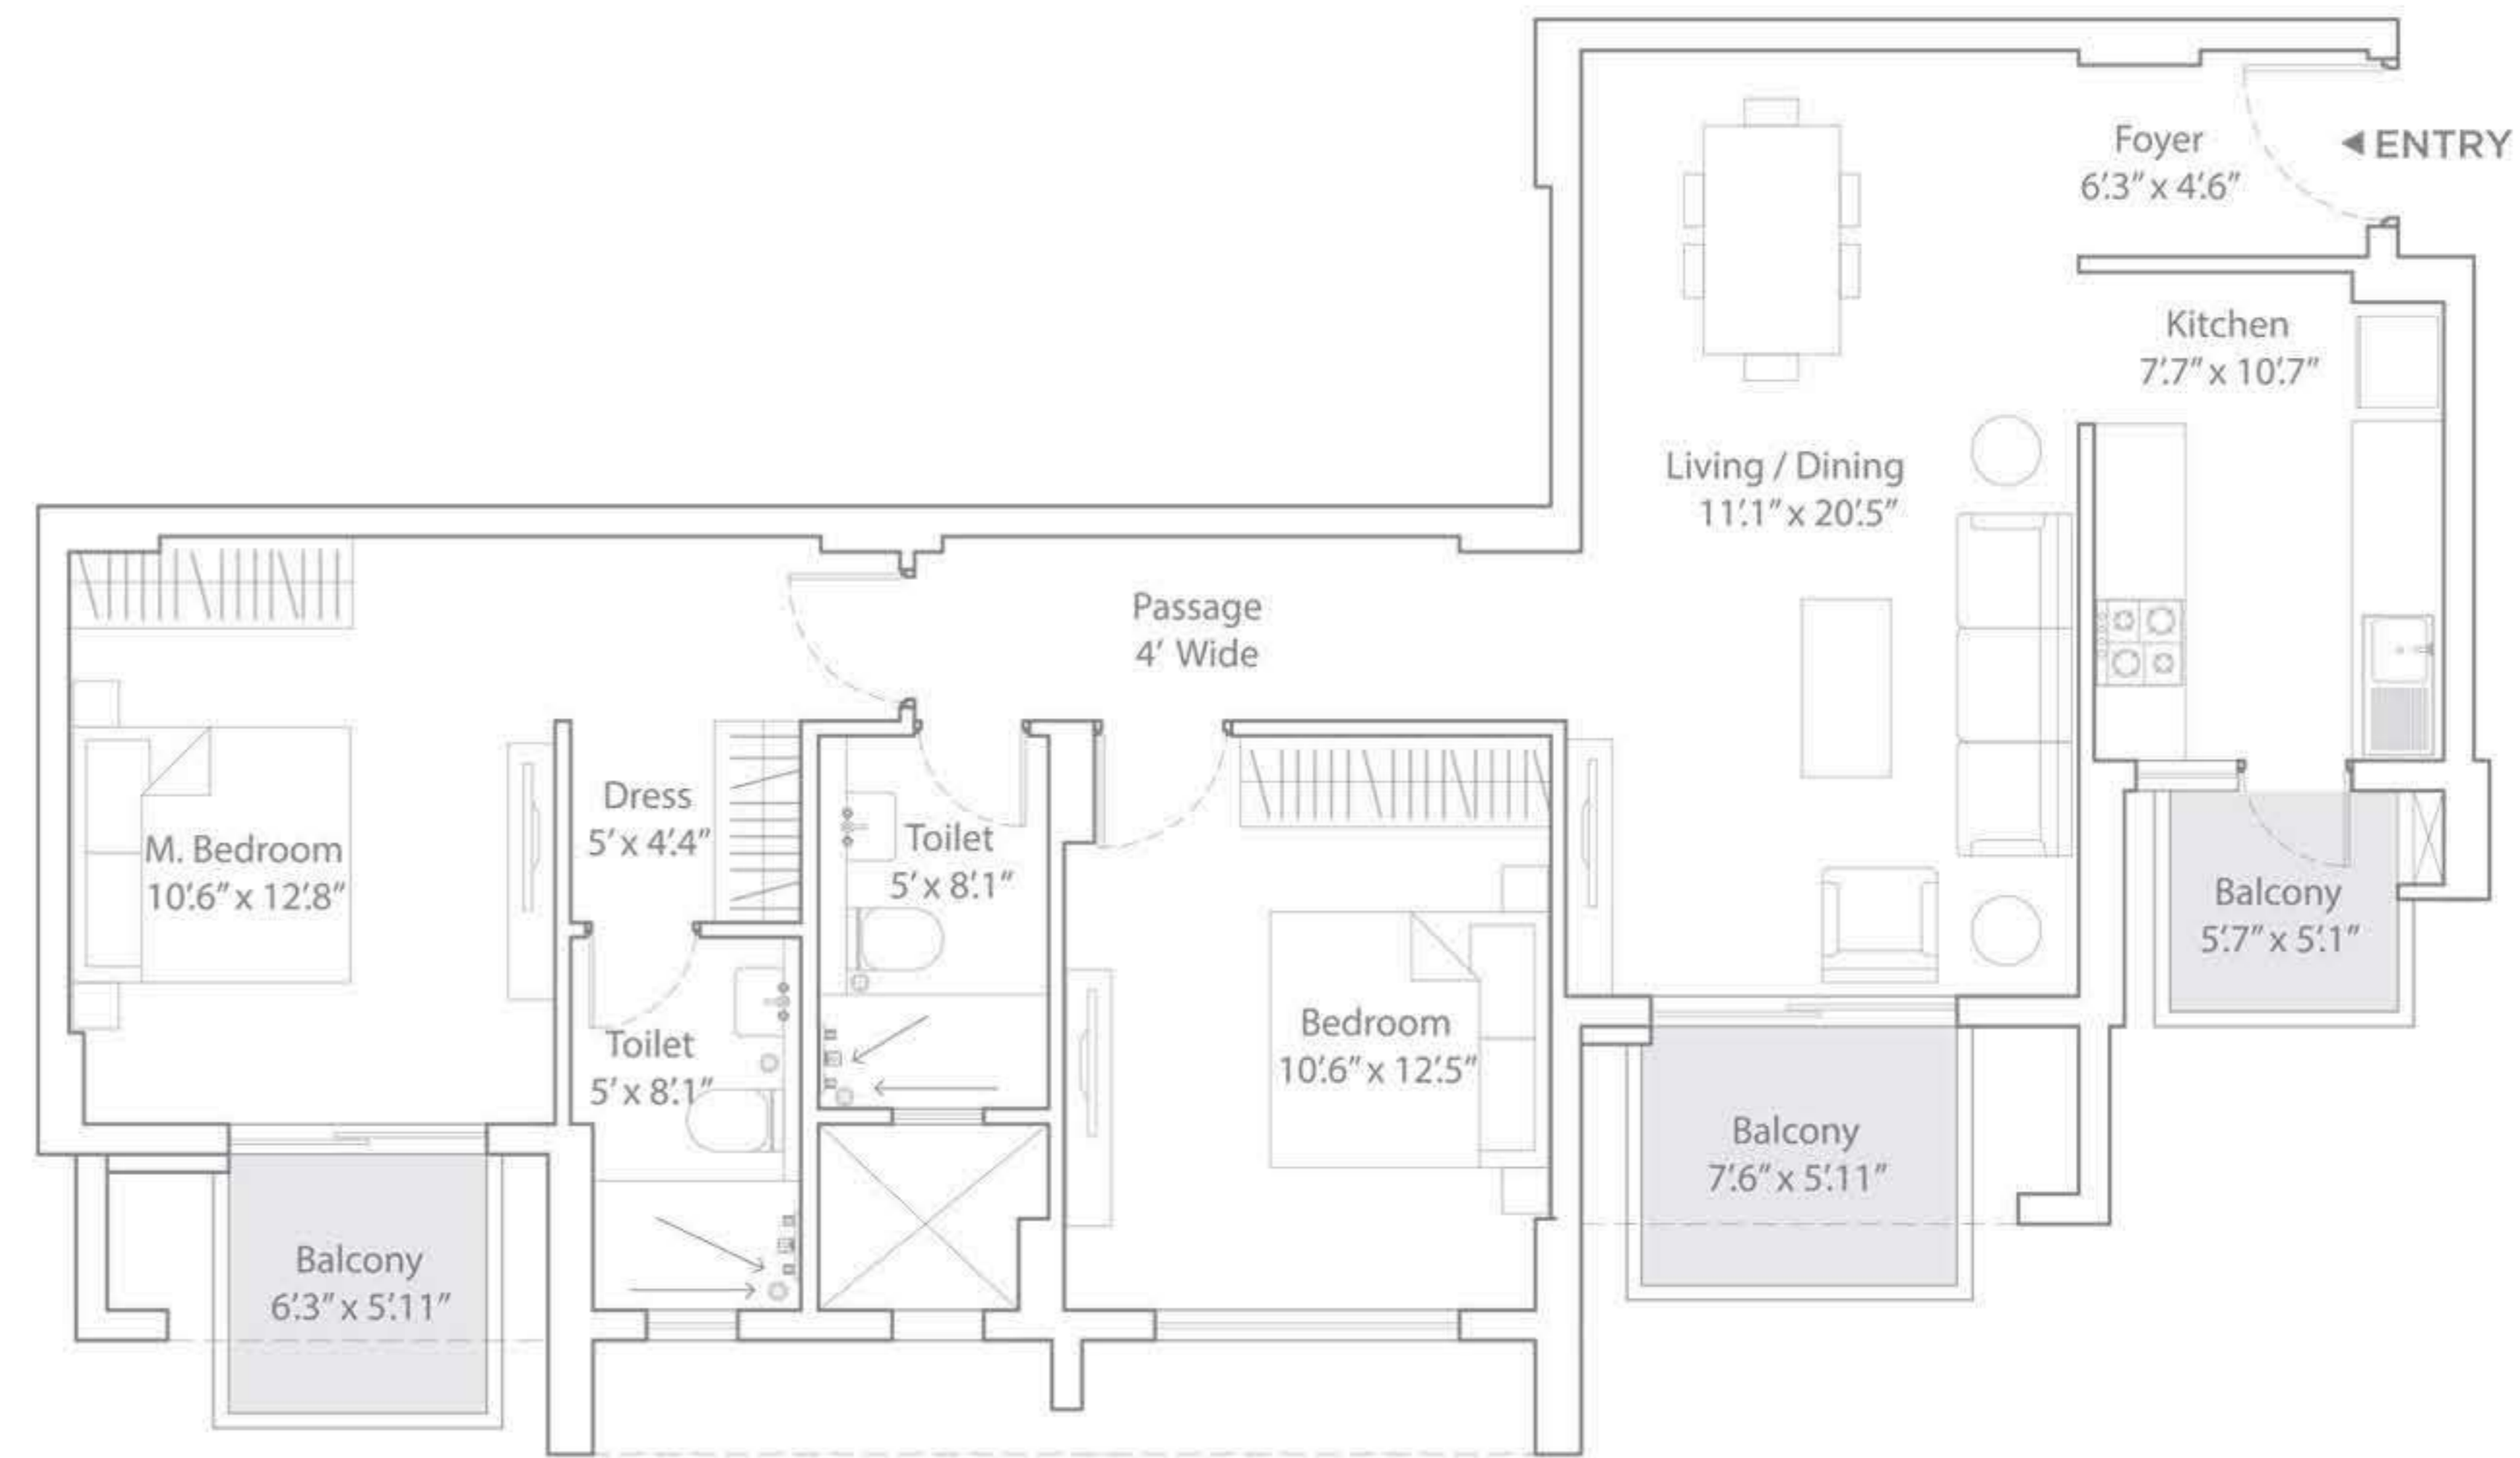 Foyer
6'3" x 4'6"
ENTRY
Kitchen
7'7" x 10'7"
Living / Dining
11'1" x 20'5"
Passage
4' Wide
Dress
5' x 4'4"
M. Bedroom
10'6" x 12'8"
Toilet
5' x 8'1"
Balcony
5'7" x 5'1"
Toilet
5' x 8'1"
Bedroom
10'6" x 12'5"
Balcony
7'6" x 5'11"
Balcony
6'3" x 5'11"